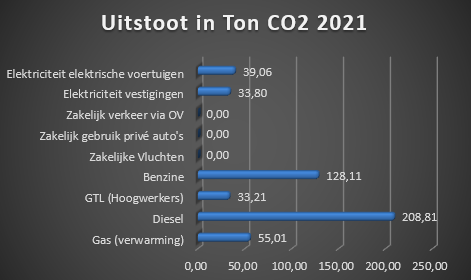 Uitstoot in Ton CO2 2021
Elektriciteit elektrische voertuigen 39,06
Elektriciteit vestigingen 33,80
Zakelijk verkeer via OV 0,00
Zakelijk gebruik privé auto's 0,00
Zakelijke Vluchten 0,00
Benzine 128,11
GTL (Hoogwerkers) 33,21
Diesel 208,81
Gas (verwarming) 55,01
0,00 50,00 100,00 150,00 200,00 250,00